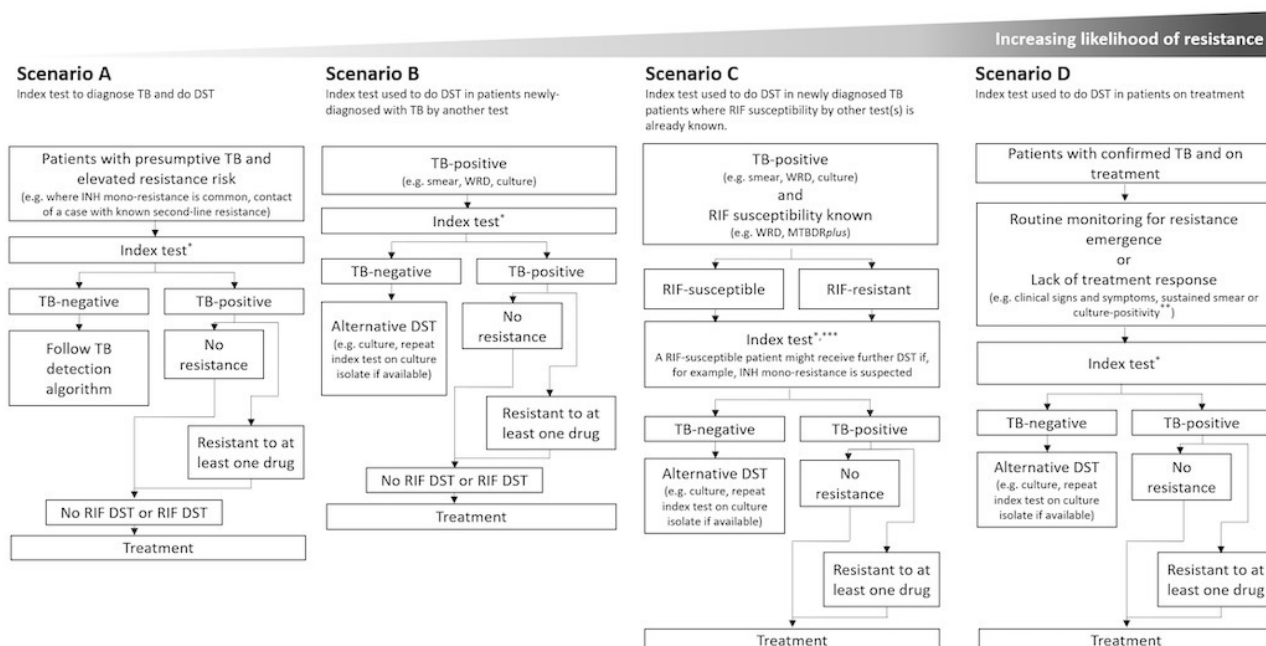 Increasing likelihood of resistance
Scenario A
Index test to diagnose TB and do DST
Patients with presumptive TB and
elevated resistance risk
(e.g. where INH mono-resistance is common, contact
of a case with known second-line resistance)
Index test*
TB-negative
TB-positive
Follow TB
detection
algorithm
No
resistance
Resistant to at
least one drug
No RIF DST or RIF DST
Treatment
Scenario B
Index test used to do DST in patients newly-
diagnosed with TB by another test
TB-positive
(e.g. smear, WRD, culture)
Index test*
TB-negative
TB-positive
Alternative DST
(e.g. culture, repeat
index test on culture
isolate if available)
No
resistance
Resistant to at
least one drug
No RIF DST or RIF DST
Treatment
Scenario C
Index test used to do DST in newly diagnosed TB
patients where RIF susceptibility by other test(s) is
already known.
TB-positive
(e.g. smear, WRD, culture)
and
RIF susceptibility known
(e.g. WRD, MTBDRplus)
RIF-susceptible
RIF-resistant
Index test*,***
A RIF-susceptible patient might receive further DST if,
for example, INH mono-resistance is suspected
TB-negative
TB-positive
Alternative DST
(e.g. culture, repeat
index test on culture
isolate if available)
No
resistance
Resistant to at
least one drug
Treatment
Scenario D
Index test used to do DST in patients on treatment
Patients with confirmed TB and on
treatment
Routine monitoring for resistance
emergence
or
Lack of treatment response
(e.g. clinical signs and symptoms, sustained smear or
culture-positivity**)
Index test*
TB-negative
TB-positive
Alternative DST
(e.g. culture, repeat
index test on culture
isolate if available)
No
resistance
Resistant to at
least one drug
Treatment